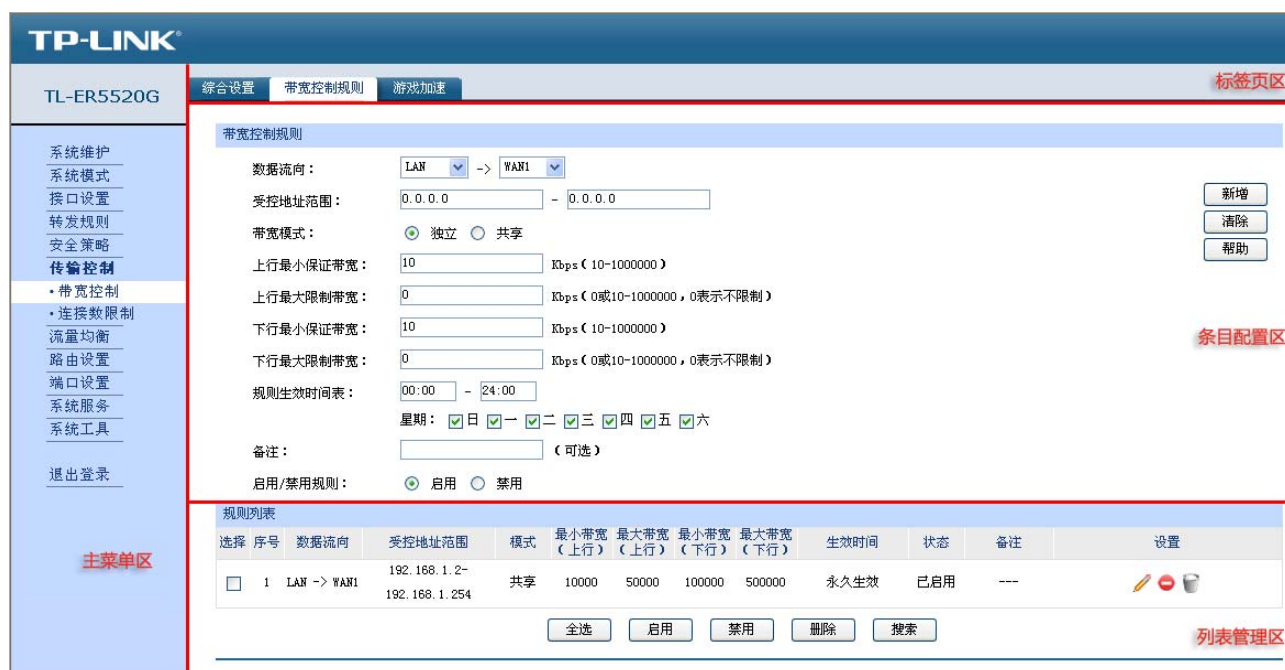 TP-LINK®
TL-ER5520G
综合设置 带宽控制规则 游戏加速 标签页区
系统维护
系统模式
接口设置
转发规则
安全策略
传输控制
·带宽控制
·连接数限制
流量均衡
路由设置
端口设置
系统服务
系统工具
退出登录
主菜单区
带宽控制规则
数据流向： LAN -> WAN1
受控地址范围： 0.0.0.0 - 0.0.0.0
带宽模式： 独立 共享
上行最小保证带宽： 10 Kbps(10-1000000)
上行最大限制带宽： 0 Kbps(0或10-1000000，0表示不限制)
下行最小保证带宽： 10 Kbps(10-1000000)
下行最大限制带宽： 0 Kbps(0或10-1000000，0表示不限制)
规则生效时间表： 00:00 - 24:00
星期： 日 一 二 三 四 五 六
备注： (可选)
启用/禁用规则： 启用 禁用
新增
清除
帮助
条目配置区
规则列表
选择 序号 数据流向 受控地址范围 模式 最小带宽(上行) 最大带宽(上行) 最小带宽(下行) 最大带宽(下行) 生效时间 状态 备注 设置
1 LAN -> WAN1 192.168.1.2-192.168.1.254 共享 10000 50000 100000 500000 永久生效 已启用 ---
全选 启用 禁用 删除 搜索
列表管理区